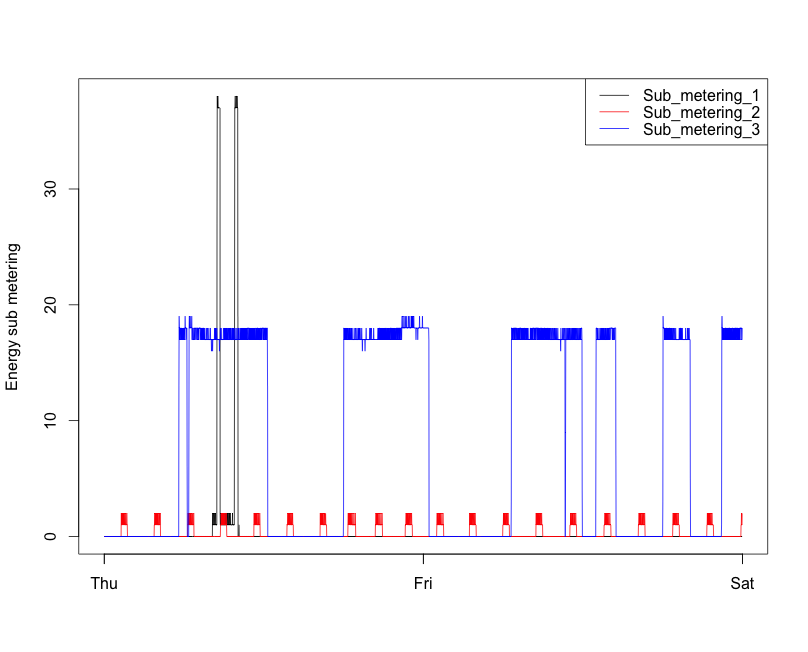 Sub_metering_1
Sub_metering_2
Sub_metering_3
Energy sub metering
30
20
10
0
Thu Fri Sat